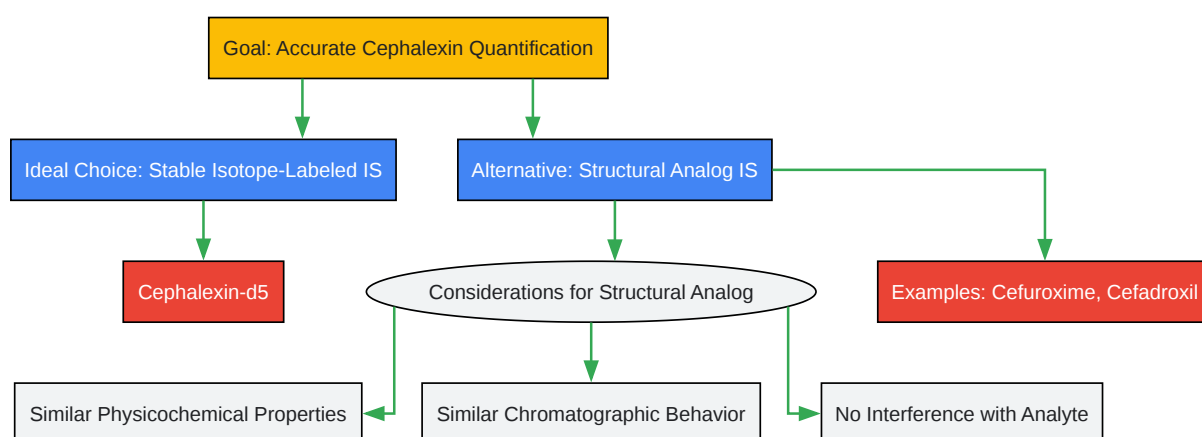 Goal: Accurate Cephalexin Quantification
Ideal Choice: Stable Isotope-Labeled IS
Alternative: Structural Analog IS
Cephalexin-d5
Considerations for Structural Analog
Examples: Cefuroxime, Cefadroxil
Similar Physicochemical Properties
Similar Chromatographic Behavior
No Interference with Analyte